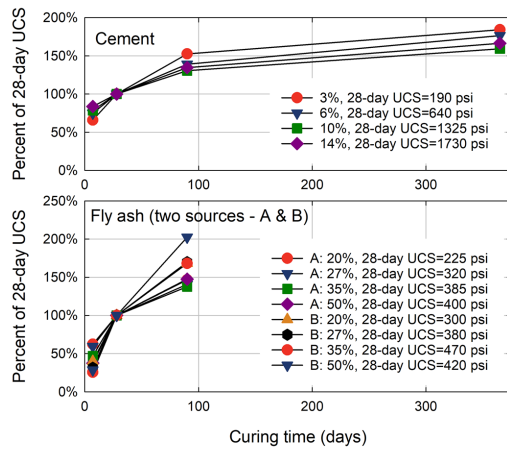 Percent of 28-day UCS
200%
150%
100%
50%
0%
Cement
3%, 28-day UCS=190 psi
6%, 28-day UCS=640 psi
10%, 28-day UCS=1325 psi
14%, 28-day UCS=1730 psi
0
100
200
300
Percent of 28-day UCS
250%
200%
150%
100%
50%
0%
Fly ash (two sources - A & B)
A: 20%, 28-day UCS=225 psi
A: 27%, 28-day UCS=320 psi
A: 35%, 28-day UCS=385 psi
A: 50%, 28-day UCS=400 psi
B: 20%, 28-day UCS=300 psi
B: 27%, 28-day UCS=380 psi
B: 35%, 28-day UCS=470 psi
B: 50%, 28-day UCS=420 psi
0
100
200
300
Curing time (days)